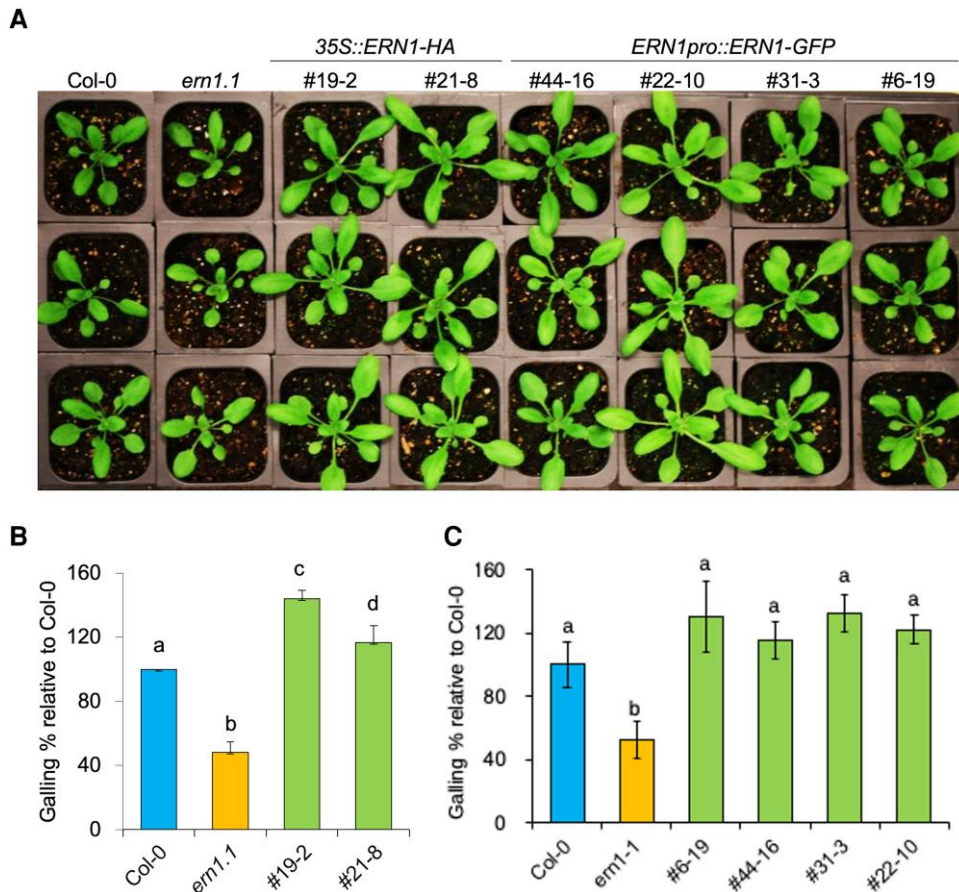 A
35S::ERN1-HA ERN1pro::ERN1-GFP
Col-0 ern1.1 #19-2 #21-8 #44-16 #22-10 #31-3 #6-19
B
Galling % relative to Col-0
160
120
80
40
0
a
b
c
d
Col-0
ern1.1
#19-2
#21-8
C
Galling % relative to Col-0
160
120
80
40
0
a
b
a
a
a
a
Col-0
ern1-1
#6-19
#44-16
#31-3
#22-10